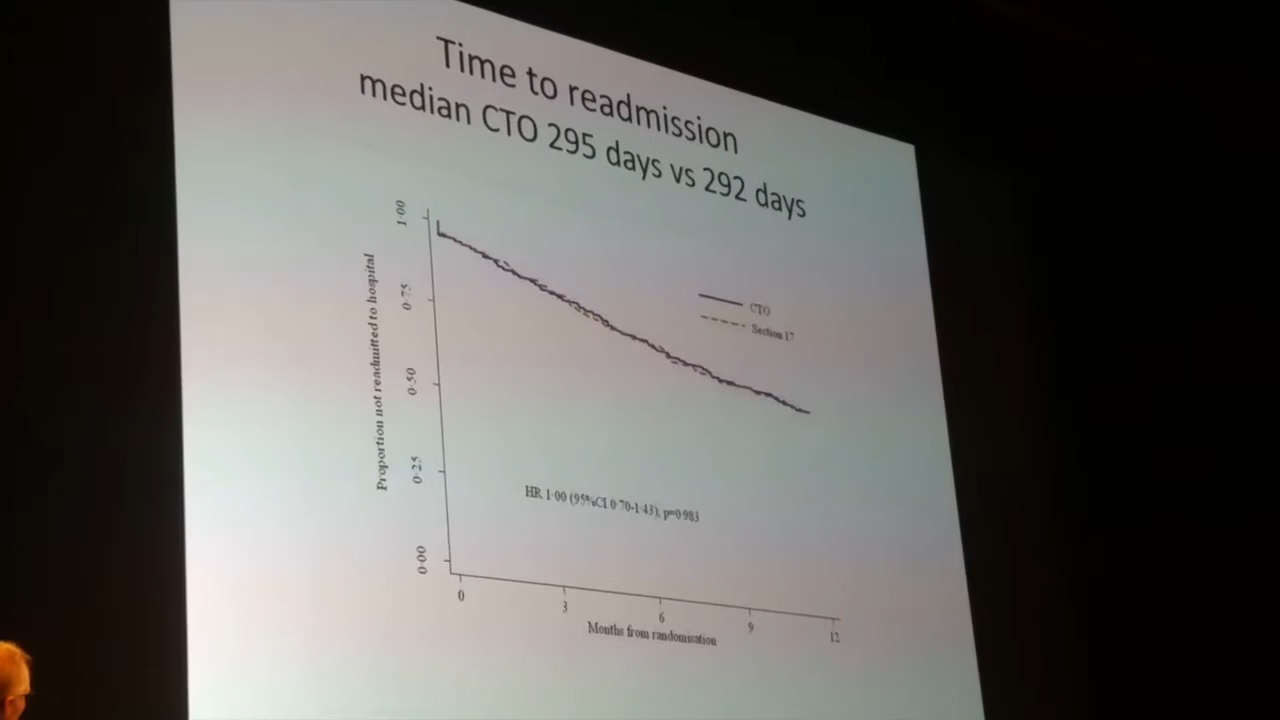 Time to readmission
median CTO 295 days vs 292 days
1·00
0·75
0·50
0·25
0·00
Proportion not readmitted to hospital
CTO
Section 17
HR 1·00 (95%CI 0·70-1·43), p=0·983
0
3
6
9
12
Months from randomisation